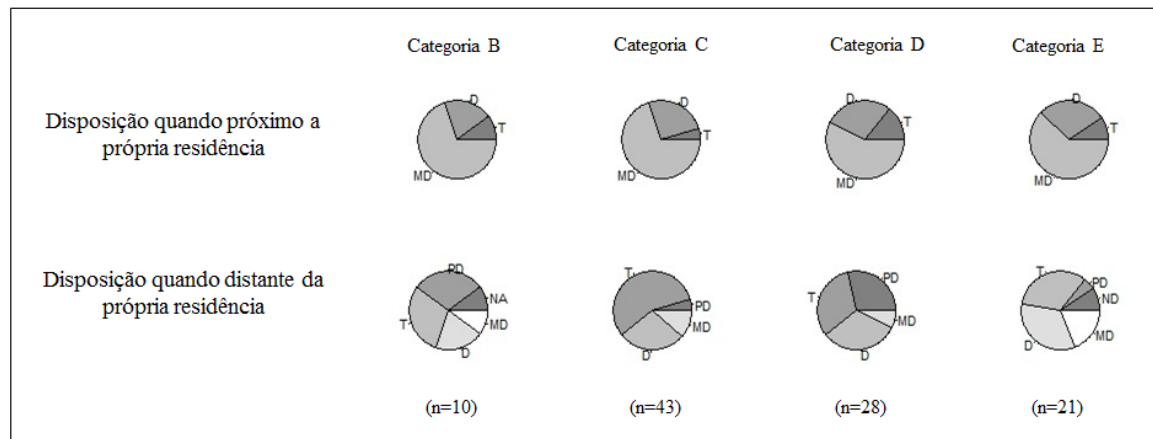 Categoria B
Categoria C
Categoria D
Categoria E
Disposição quando próximo a
própria residência
D
T
MD
D
T
MD
D
T
MD
D
T
MD
Disposição quando distante da
própria residência
PD
NA
MD
D
T
T
PD
MD
D
PD
T
MD
D
T
PD
ND
MD
D
(n=10)
(n=43)
(n=28)
(n=21)